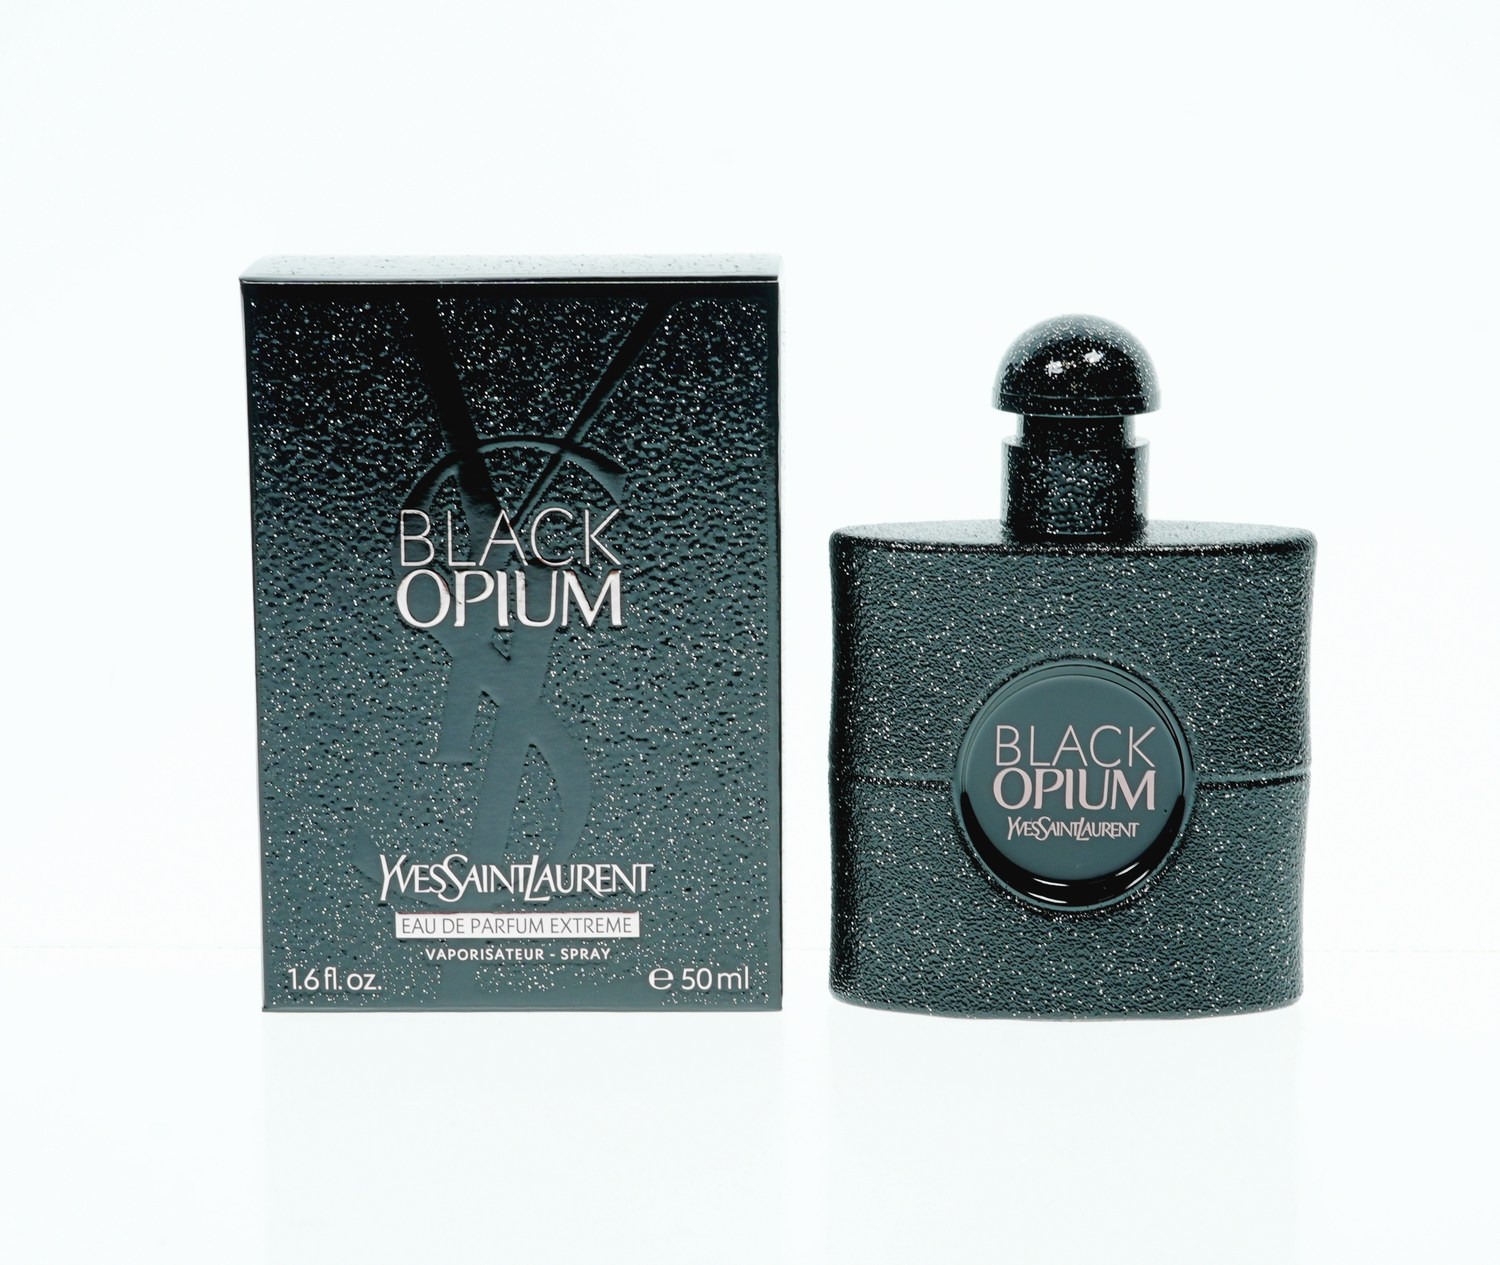 BLACK
OPIUM
YVESSAINTLAURENT
EAU DE PARFUM EXTREME
VAPORISATEUR - SPRAY
1.6 fl. oz. ℮ 50 ml
BLACK
OPIUM
YVESSAINTLAURENT